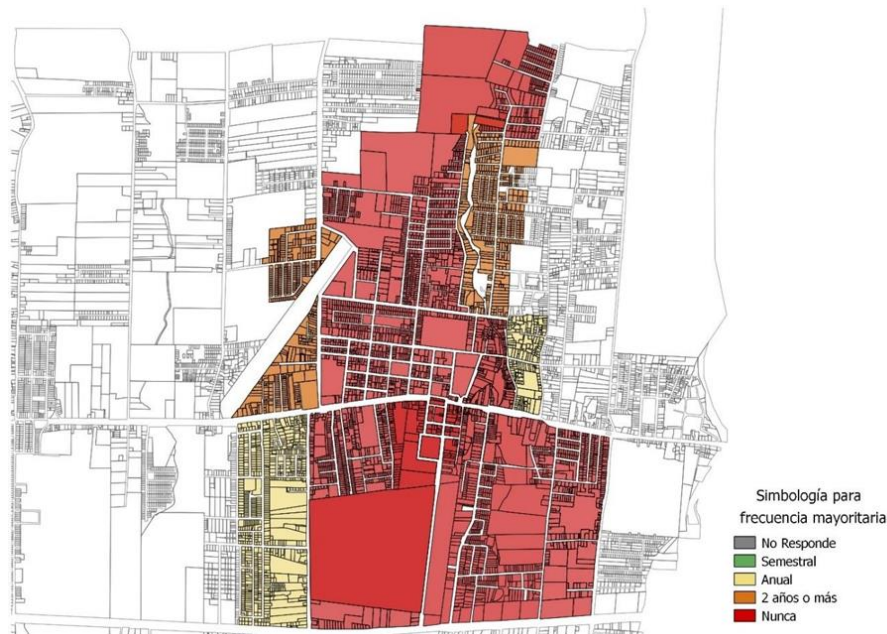 Simbología para
frecuencia mayoritaria
No Responde
Semestral
Anual
2 años o más
Nunca